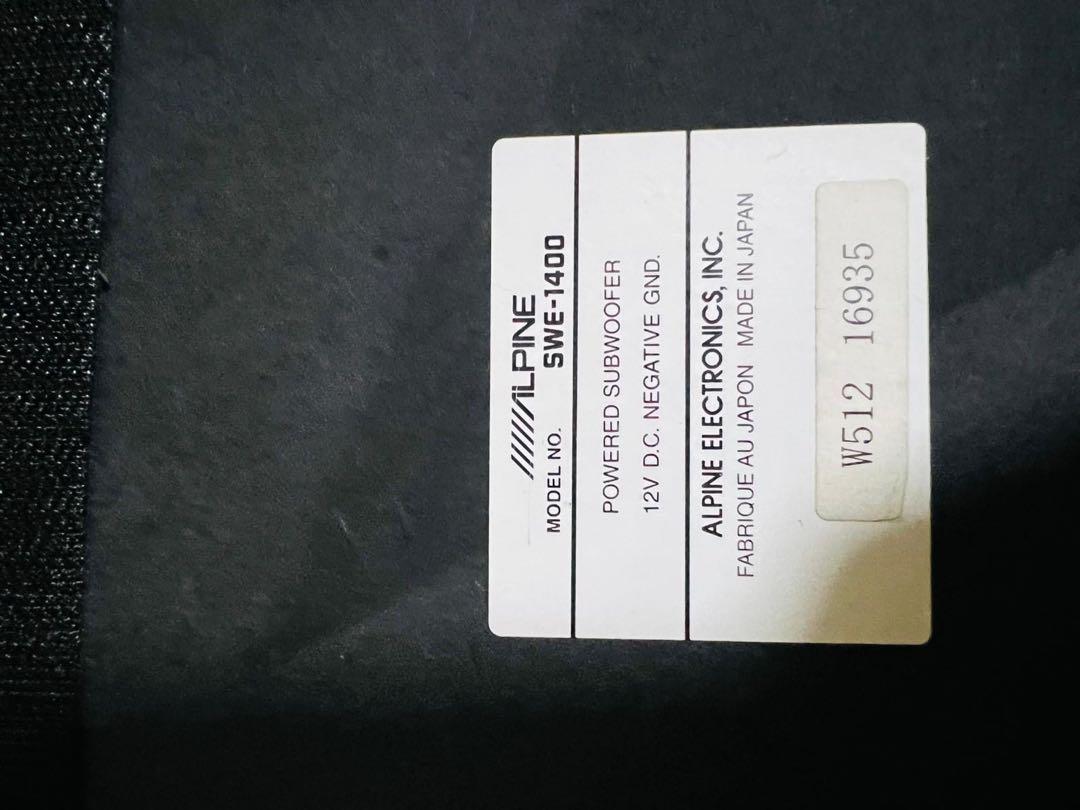 ALPINE
MODEL NO. SWE-1400
POWERED SUBWOOFER
12V D.C. NEGATIVE GND.
ALPINE ELECTRONICS, INC.
FABRIQUE AU JAPON MADE IN JAPAN
W512 16935